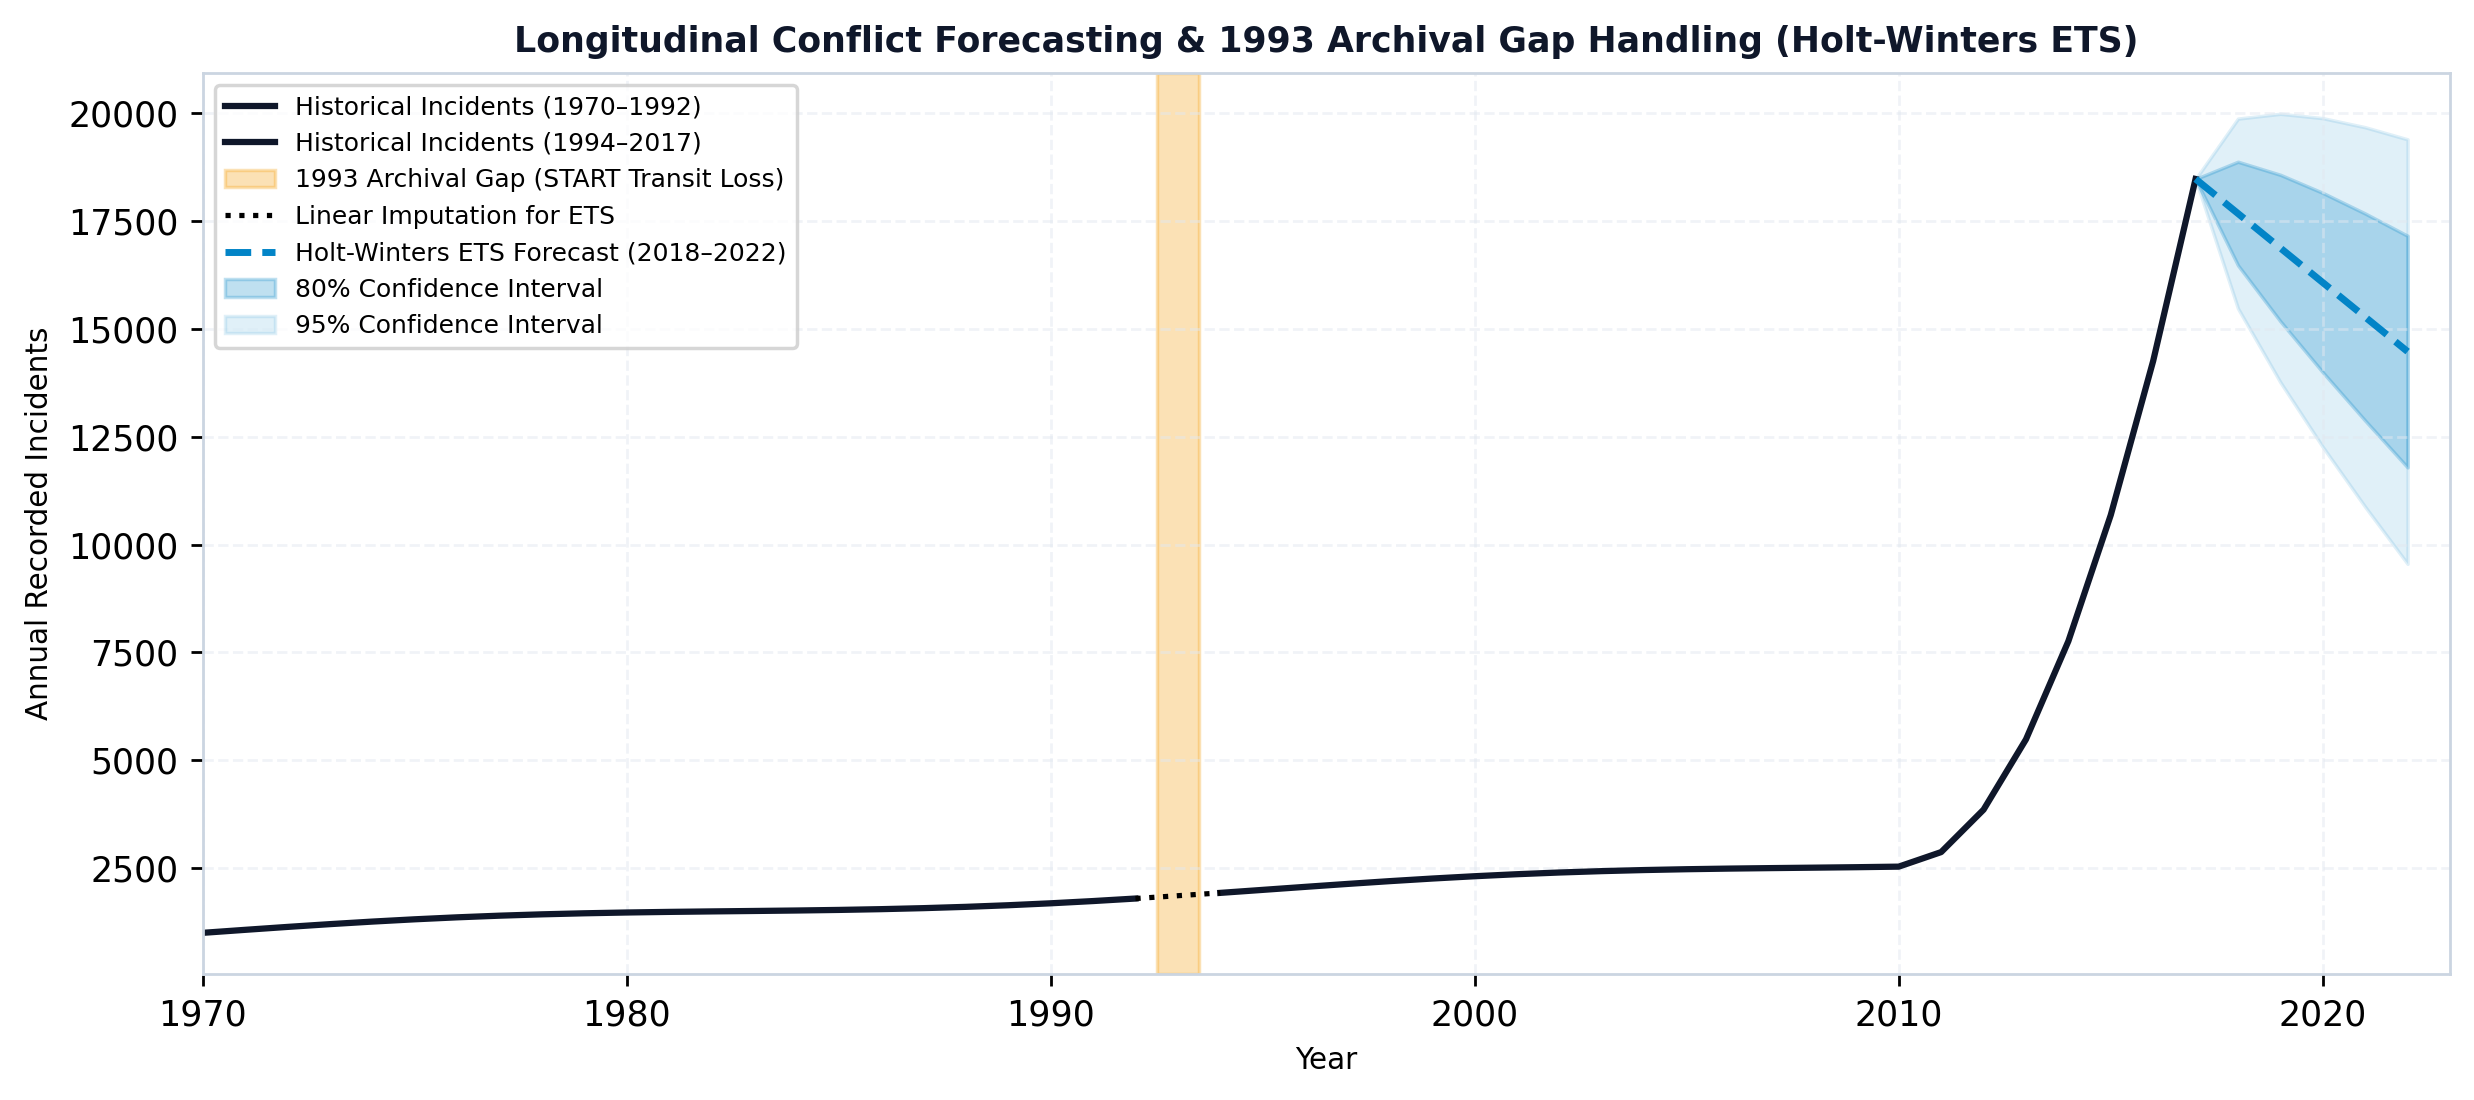 Longitudinal Conflict Forecasting & 1993 Archival Gap Handling (Holt-Winters ETS)
Historical Incidents (1970–1992)
Historical Incidents (1994–2017)
1993 Archival Gap (START Transit Loss)
Linear Imputation for ETS
Holt-Winters ETS Forecast (2018–2022)
80% Confidence Interval
95% Confidence Interval
Annual Recorded Incidents
20000
17500
15000
12500
10000
7500
5000
2500
1970 1980 1990 2000 2010 2020
Year